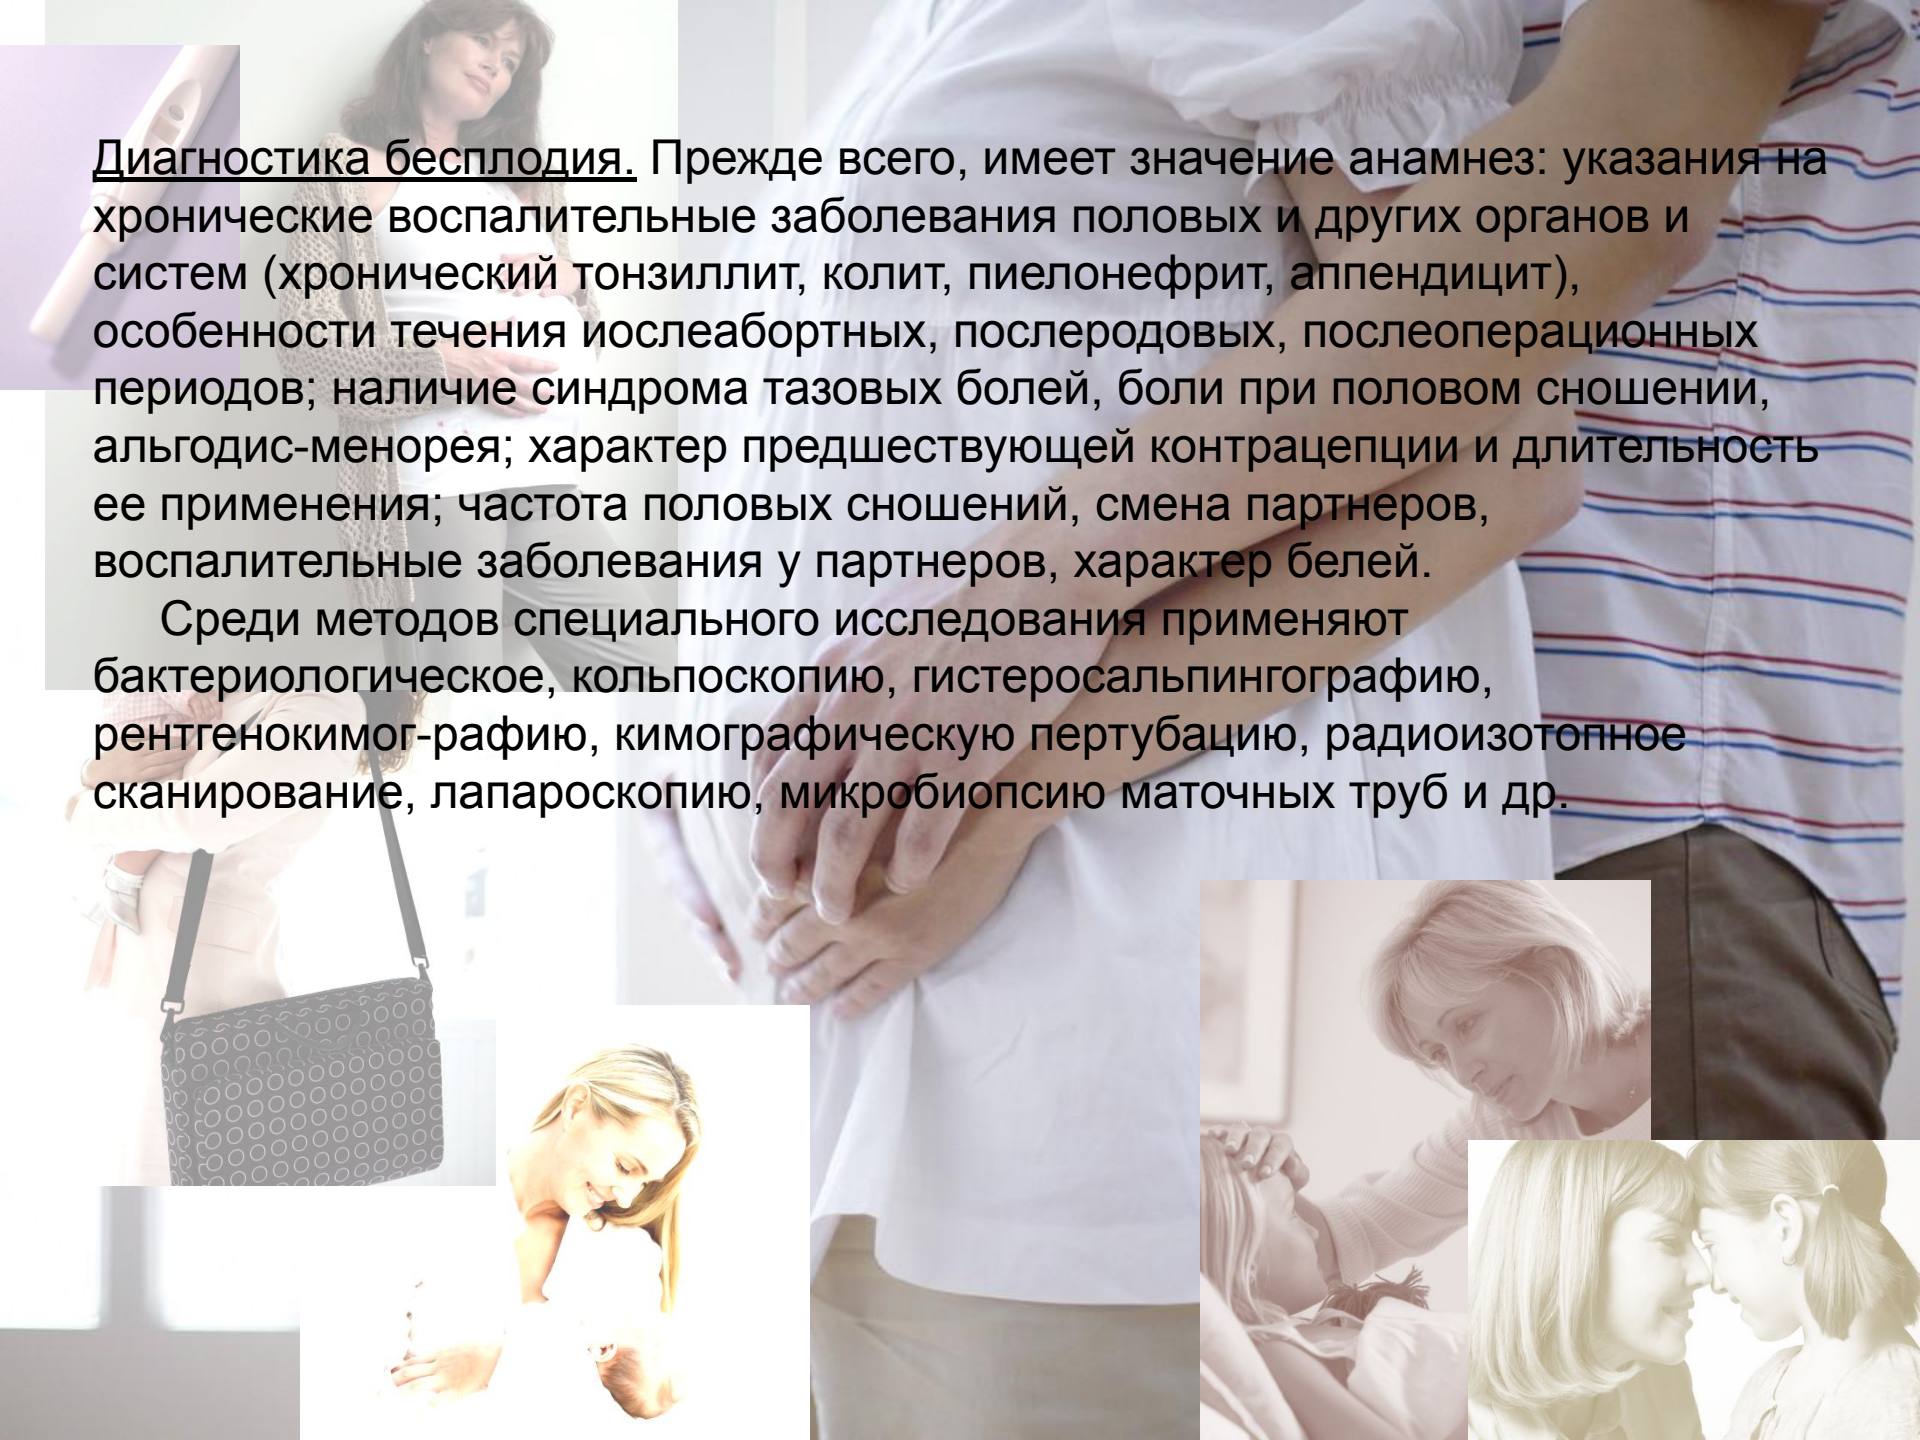 Диагностика бесплодия. Прежде всего, имеет значение анамнез: указания на
хронические воспалительные заболевания половых и других органов и
систем (хронический тонзиллит, колит, пиелонефрит, аппендицит),
особенности течения иослеабортных, послеродовых, послеоперационных
периодов; наличие синдрома тазовых болей, боли при половом сношении,
альгодис-менорея; характер предшествующей контрацепции и длительность
ее применения; частота половых сношений, смена партнеров,
воспалительные заболевания у партнеров, характер белей.
Среди методов специального исследования применяют
бактериологическое, кольпоскопию, гистеросальпингографию,
рентгенокимог-рафию, кимографическую пертубацию, радиоизотопное
сканирование, лапароскопию, микробиопсию маточных труб и др.